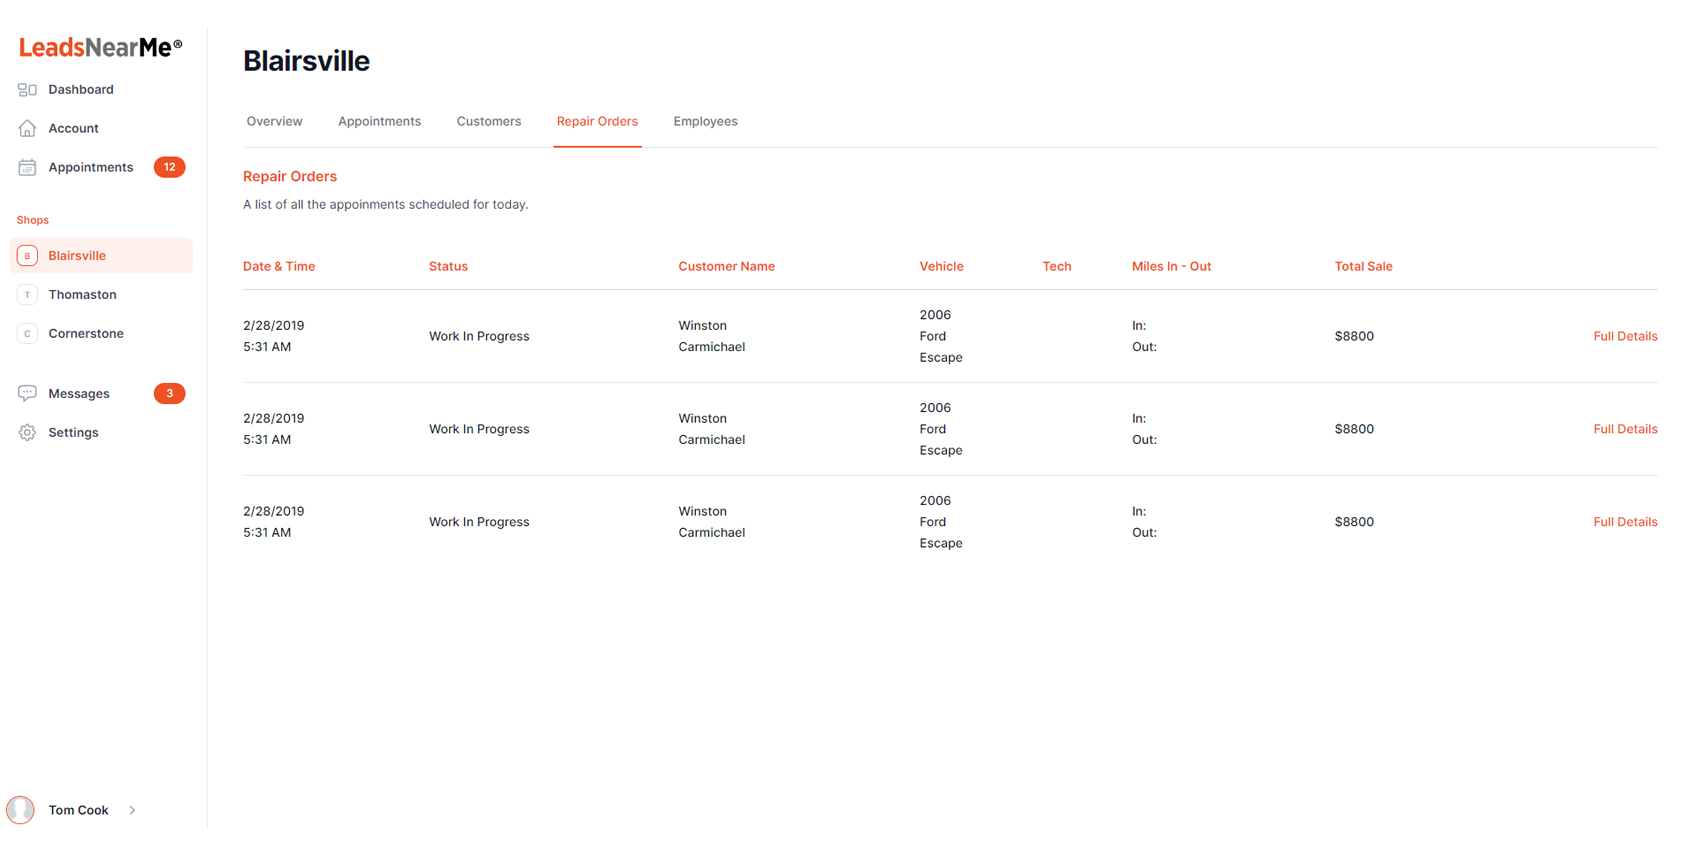 LeadsNearMe®
Dashboard
Account
Appointments 12
Shops
B Blairsville
T Thomaston
C Cornerstone
Messages 3
Settings
Tom Cook
Blairsville
Overview Appointments Customers Repair Orders Employees
Repair Orders
A list of all the appoinments scheduled for today.
Date & Time Status Customer Name Vehicle Tech Miles In - Out Total Sale
2/28/2019
5:31 AM
Work In Progress
Winston
Carmichael
2006
Ford
Escape
In:
Out:
$8800
Full Details
2/28/2019
5:31 AM
Work In Progress
Winston
Carmichael
2006
Ford
Escape
In:
Out:
$8800
Full Details
2/28/2019
5:31 AM
Work In Progress
Winston
Carmichael
2006
Ford
Escape
In:
Out:
$8800
Full Details